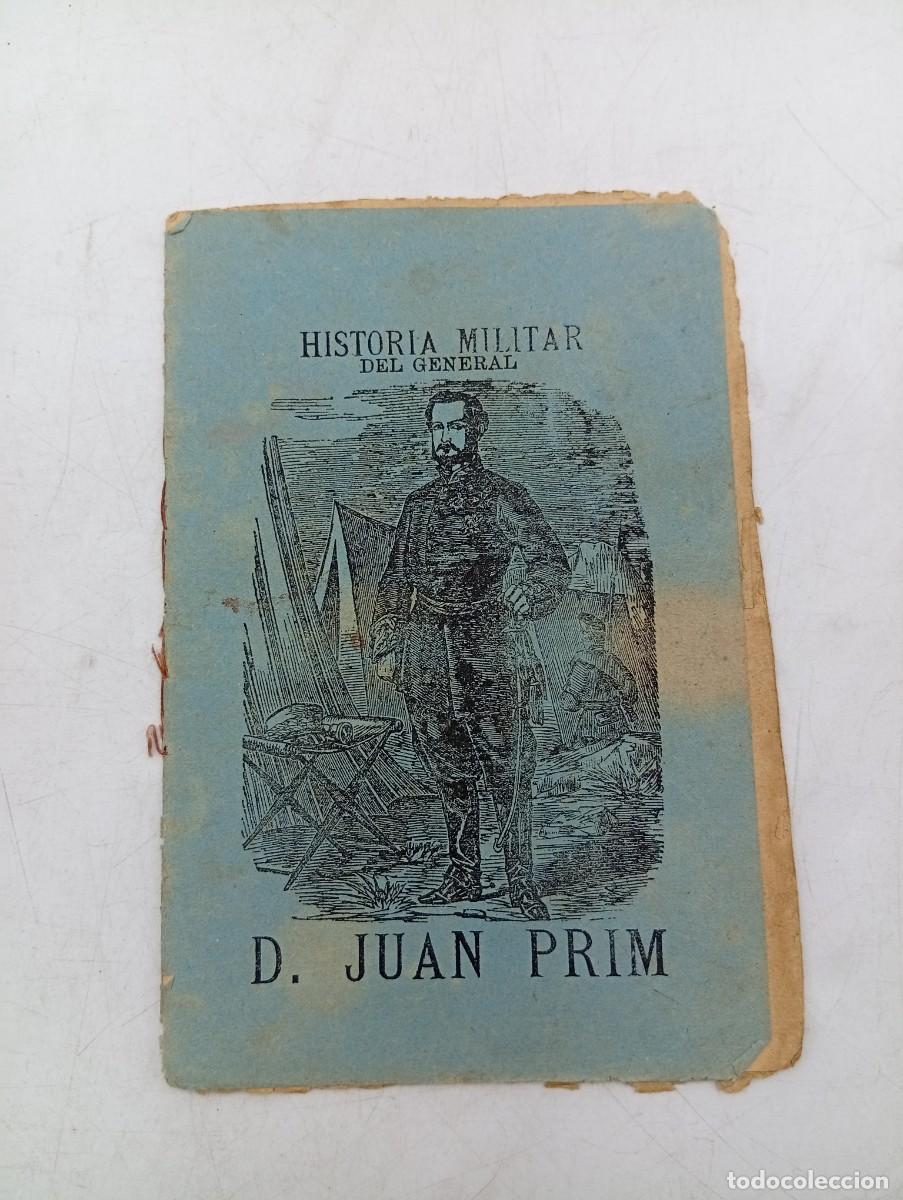 HISTORIA MILITAR
DEL GENERAL
D. JUAN PRIM
todocoleccion